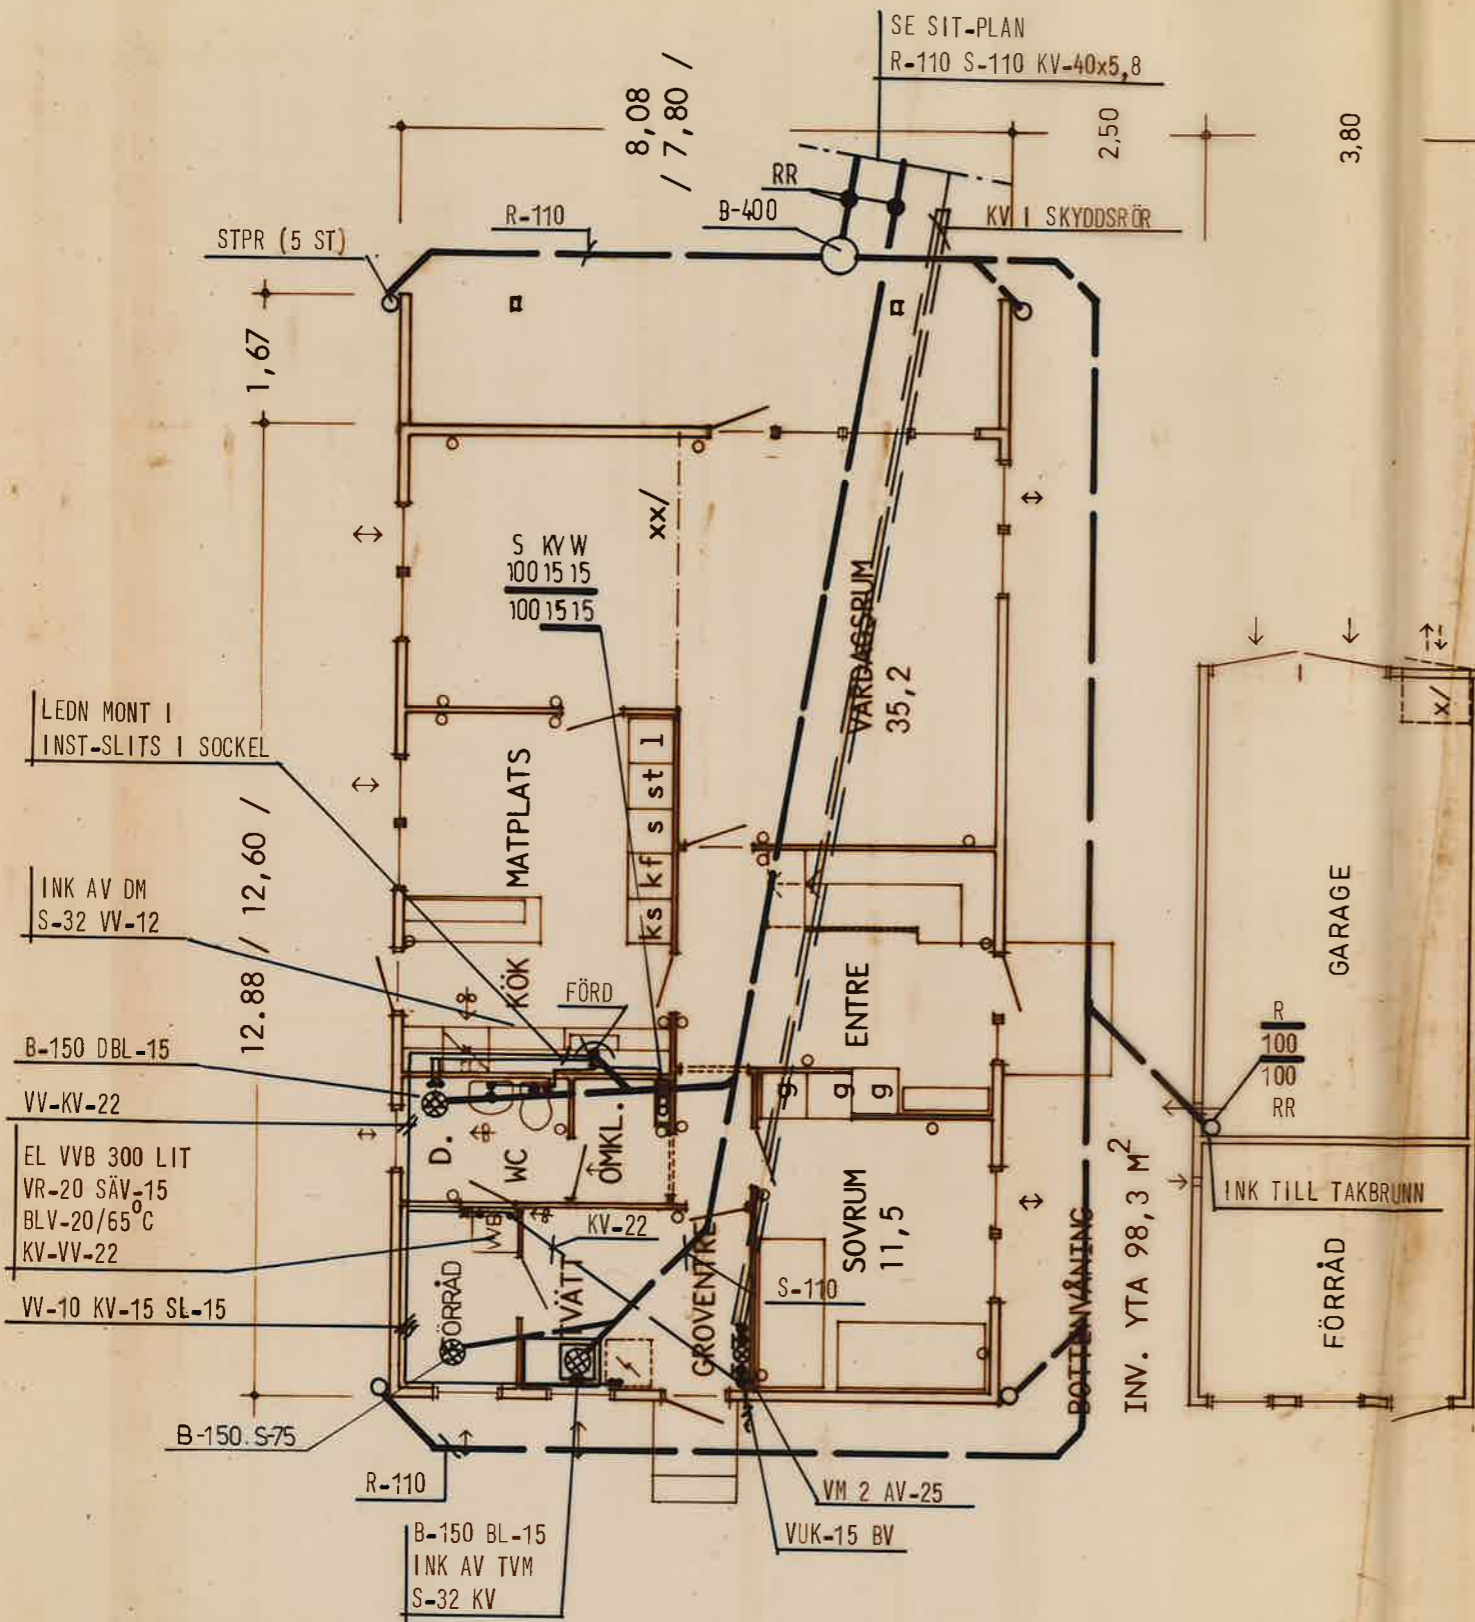 SE SIT-PLAN
R-110 S-110 KV-40x5,8
8,08
/ 7,80 /
2,50
3,80
RR
B-400
R-110
KV I SKYDDSRÖR
STPR (5 ST)
1,67
xx/
S KV VV
100 15 15
100 15 15
VARDAGSRUM
35,2
x/
LEDN MONT I
INST-SLITS I SOCKEL
MATPLATS
l
st
s
kf
ks
12.88 / 12,60 /
INK AV DM
S-32 VV-12
KÖK
FÖRD
ENTRE
GARAGE
R
100
100
RR
B-150 DBL-15
VV-KV-22
g
g
g
EL VVB 300 LIT
VR-20 SÄV-15
BLV-20/65°C
KV-VV-22
D.
WC
OMKL.
INK TILL TAKBRUNN
VVB
KV-22
SOVRUM
11,5
VV-10 KV-15 SL-15
FÖRRÅD
TVÄTT
GROVENTRE
S-110
BOTTENVÅNING
INV. YTA 98,3 M²
FÖRRÅD
B-150.S-75
R-110
VM 2 AV-25
VUK-15 BV
B-150 BL-15
INK AV TVM
S-32 KV